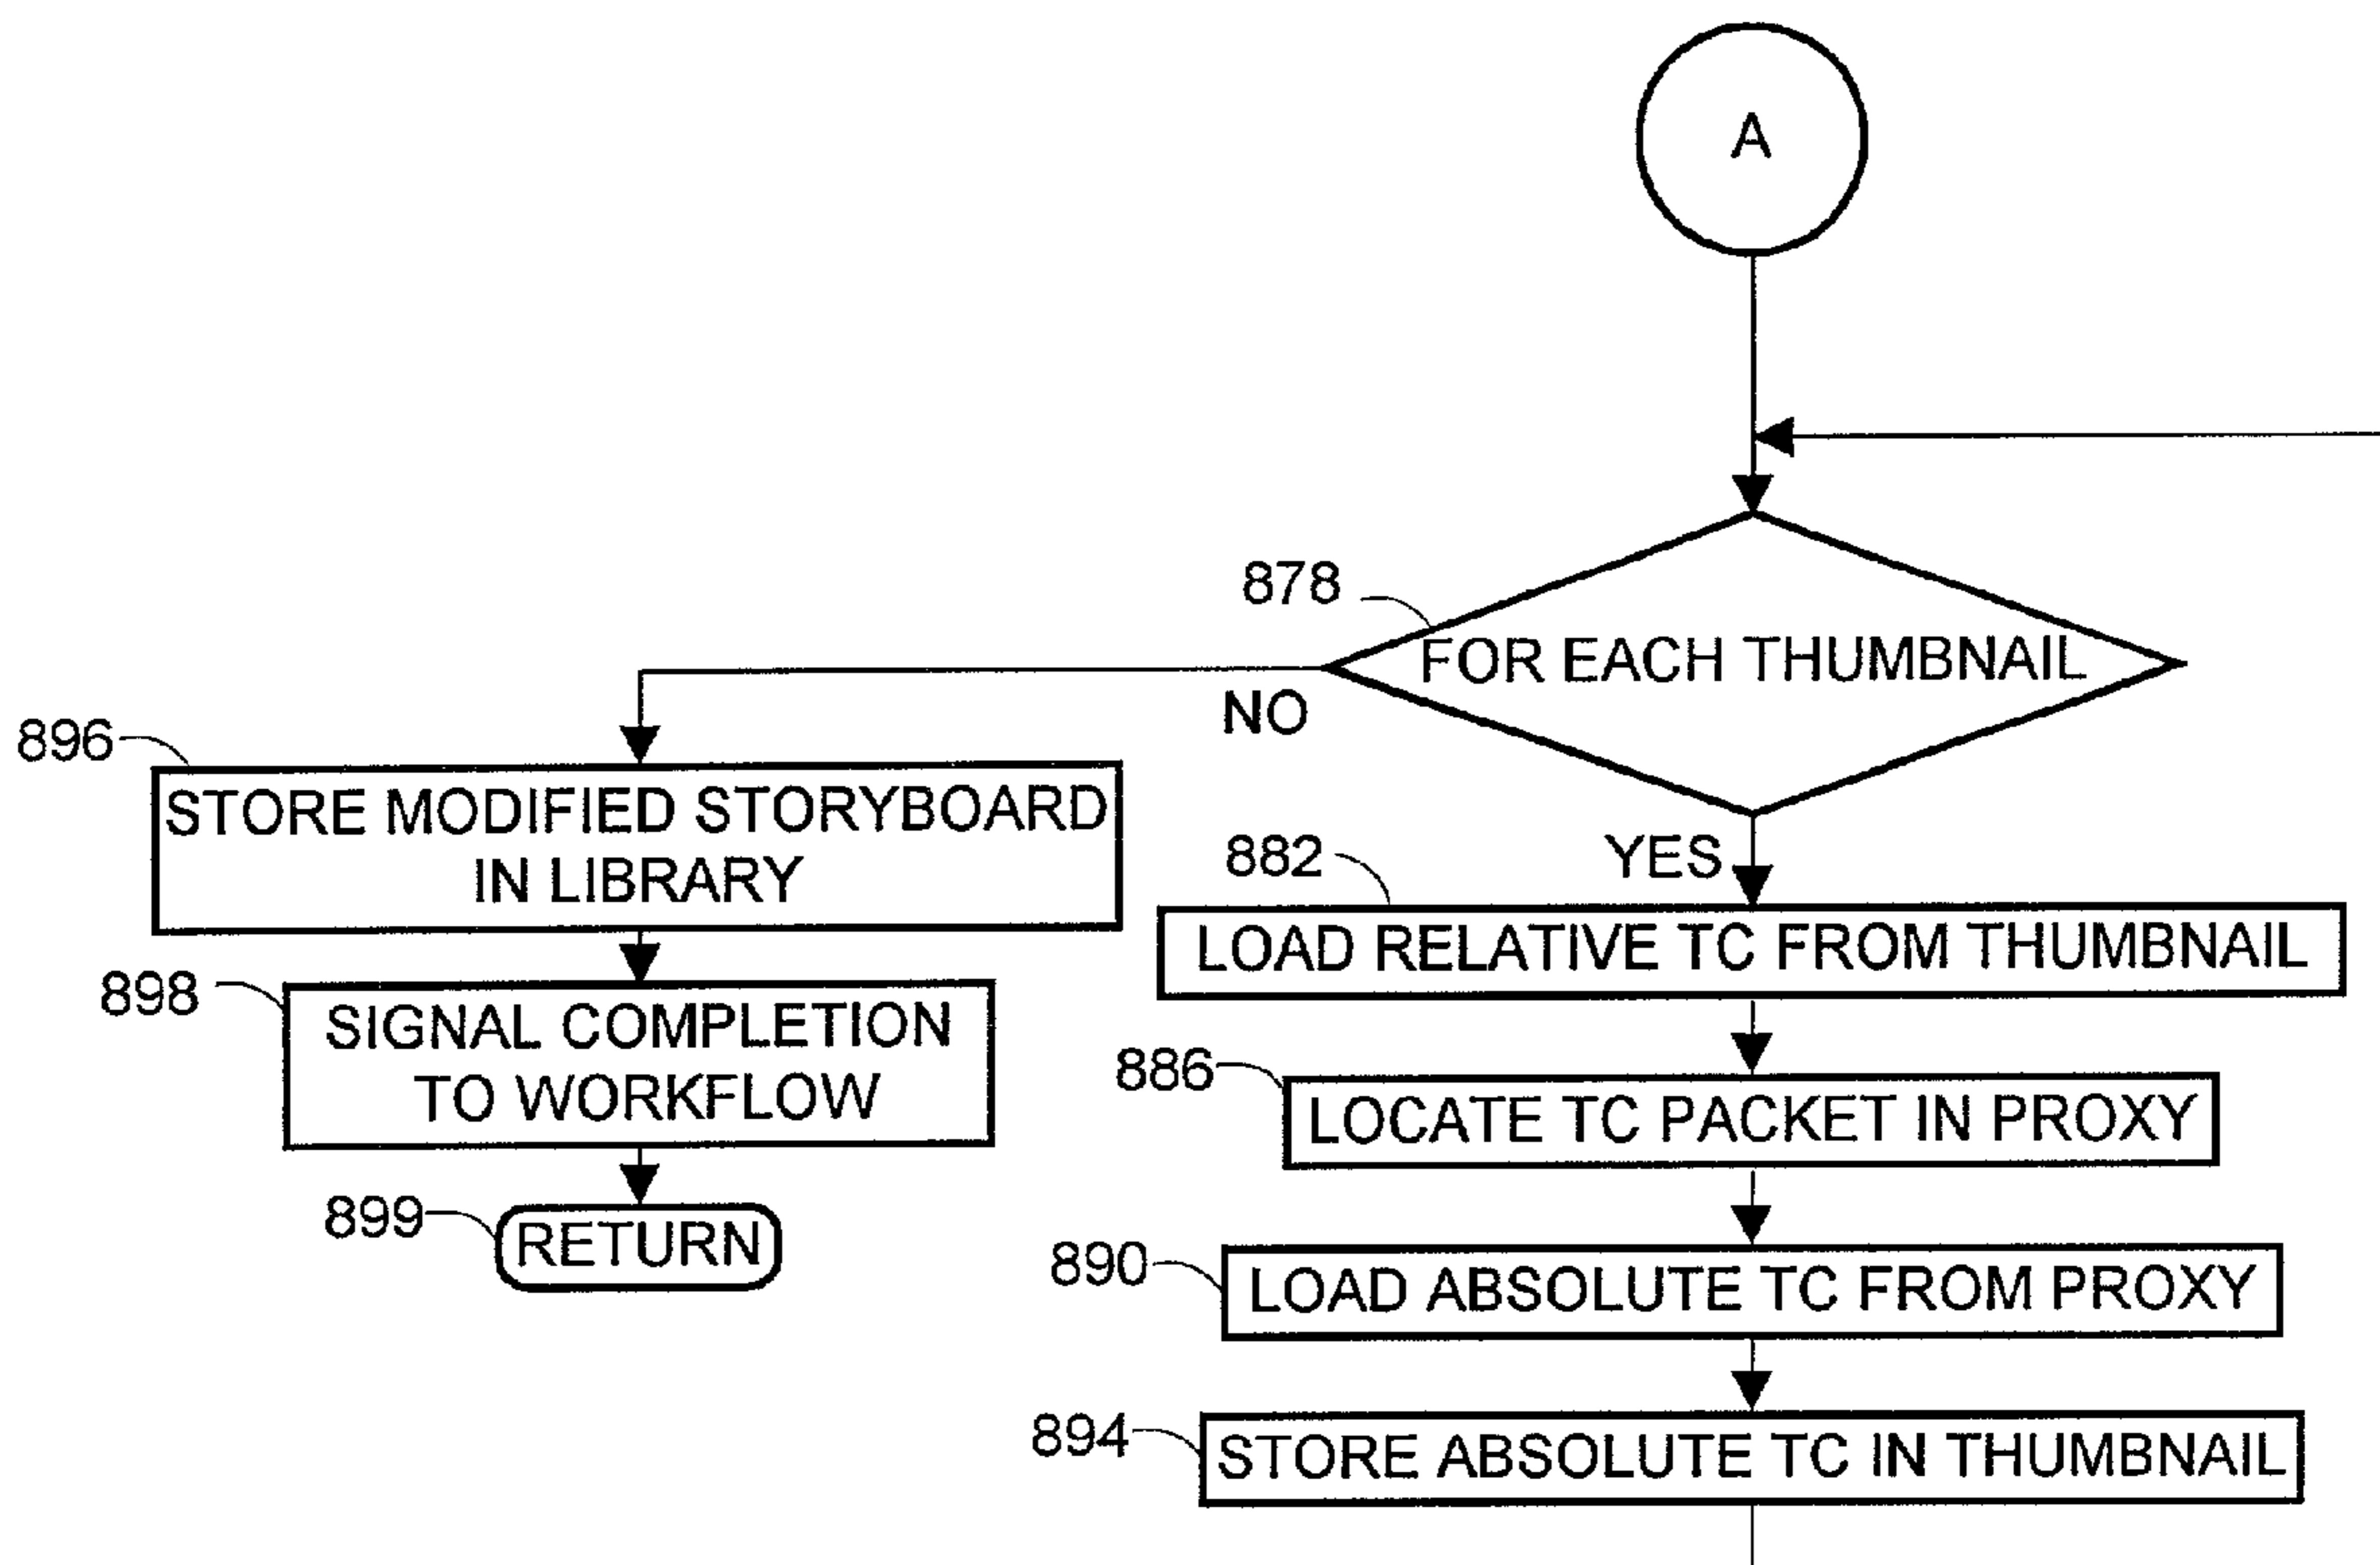 A
878
FOR EACH THUMBNAIL
NO
YES
896
STORE MODIFIED STORYBOARD
IN LIBRARY
898
SIGNAL COMPLETION
TO WORKFLOW
899
RETURN
882
LOAD RELATIVE TC FROM THUMBNAIL
886
LOCATE TC PACKET IN PROXY
890
LOAD ABSOLUTE TC FROM PROXY
894
STORE ABSOLUTE TC IN THUMBNAIL